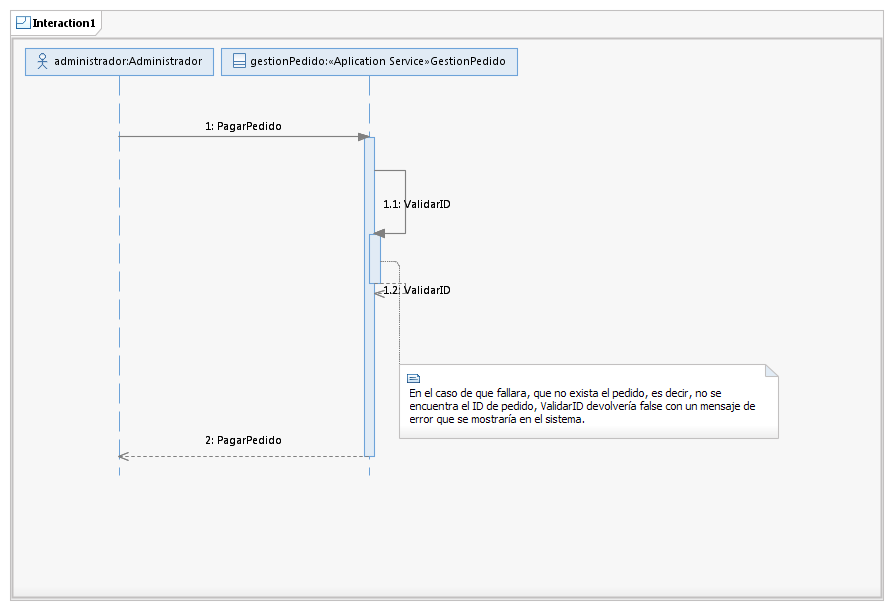 Interaction1
administrador:Administrador
gestionPedido:«Aplication Service»GestionPedido
1: PagarPedido
1.1: ValidarID
1.2: ValidarID
En el caso de que fallara, que no exista el pedido, es decir, no se
encuentra el ID de pedido, ValidarID devolvería false con un mensaje de
error que se mostraría en el sistema.
2: PagarPedido